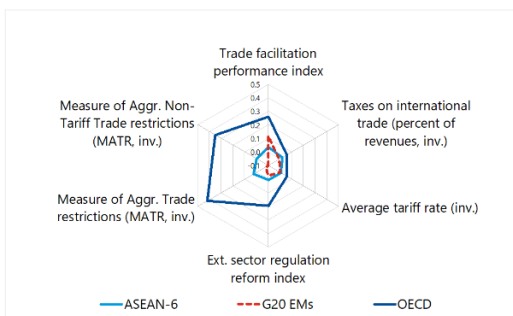 Trade facilitation
performance index
0.5
0.4
0.3
0.2
0.1
0.0
-0.1
Measure of Aggr. Non-
Tariff Trade restrictions
(MATR, inv.)
Taxes on international
trade (percent of
revenues, inv.)
Measure of Aggr. Trade
restrictions (MATR, inv.)
Average tariff rate (inv.)
Ext. sector regulation
reform index
ASEAN-6 G20 EMs OECD